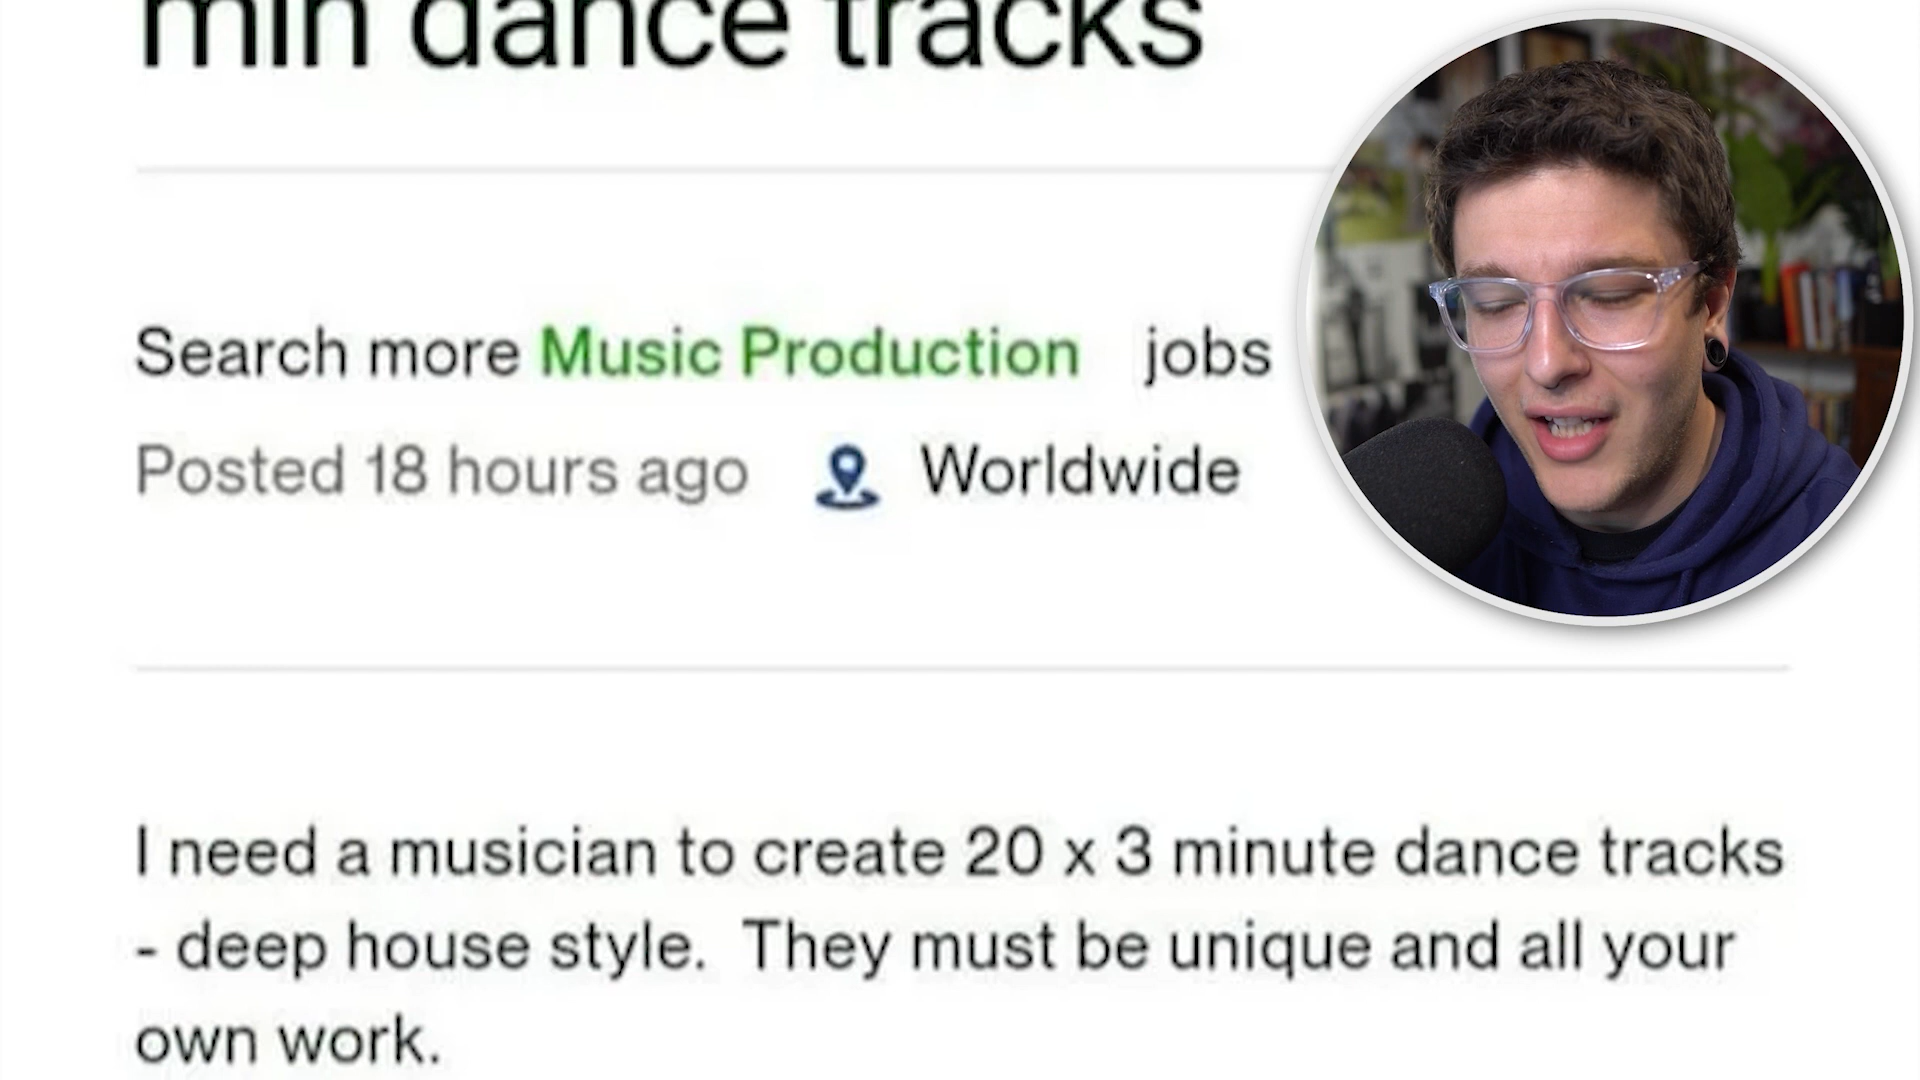 min dance tracks
Search more Music Production jobs
Posted 18 hours ago Worldwide
I need a musician to create 20 x 3 minute dance tracks
- deep house style. They must be unique and all your
own work.